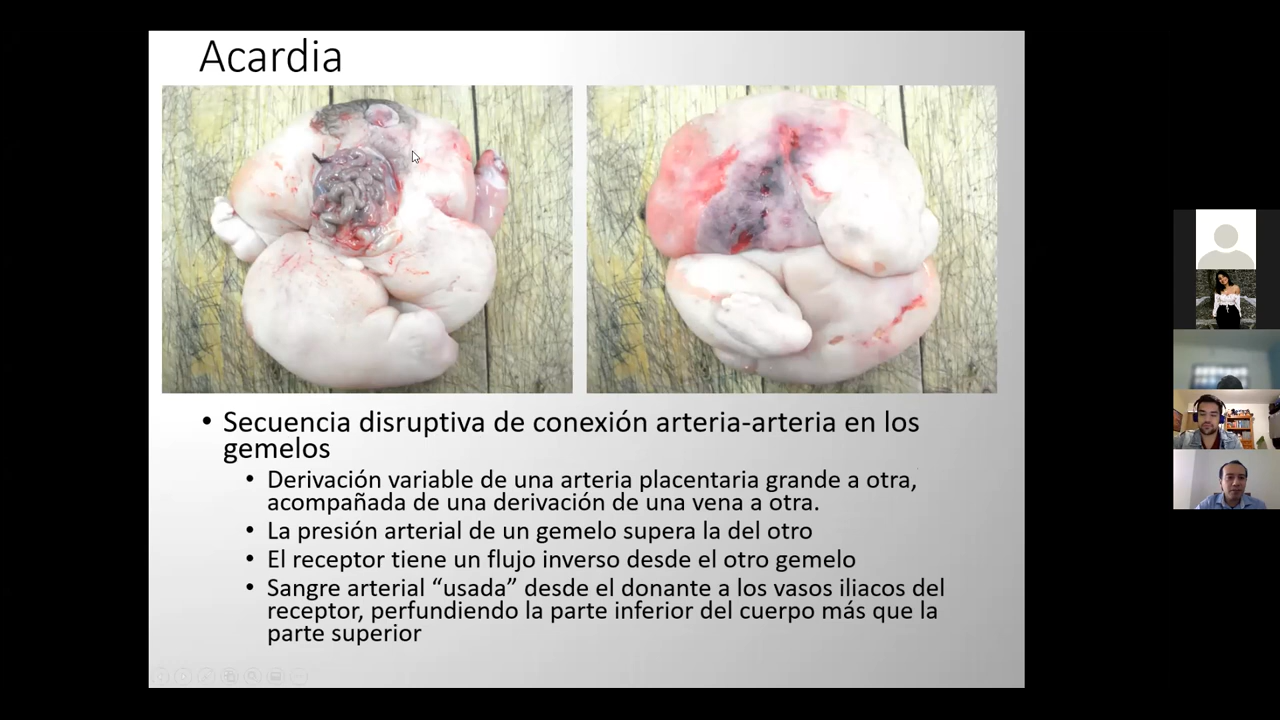 Acardia
• Secuencia disruptiva de conexión arteria-arteria en los
gemelos
• Derivación variable de una arteria placentaria grande a otra,
acompañada de una derivación de una vena a otra.
• La presión arterial de un gemelo supera la del otro
• El receptor tiene un flujo inverso desde el otro gemelo
• Sangre arterial “usada” desde el donante a los vasos iliacos del
receptor, perfundiendo la parte inferior del cuerpo más que la
parte superior